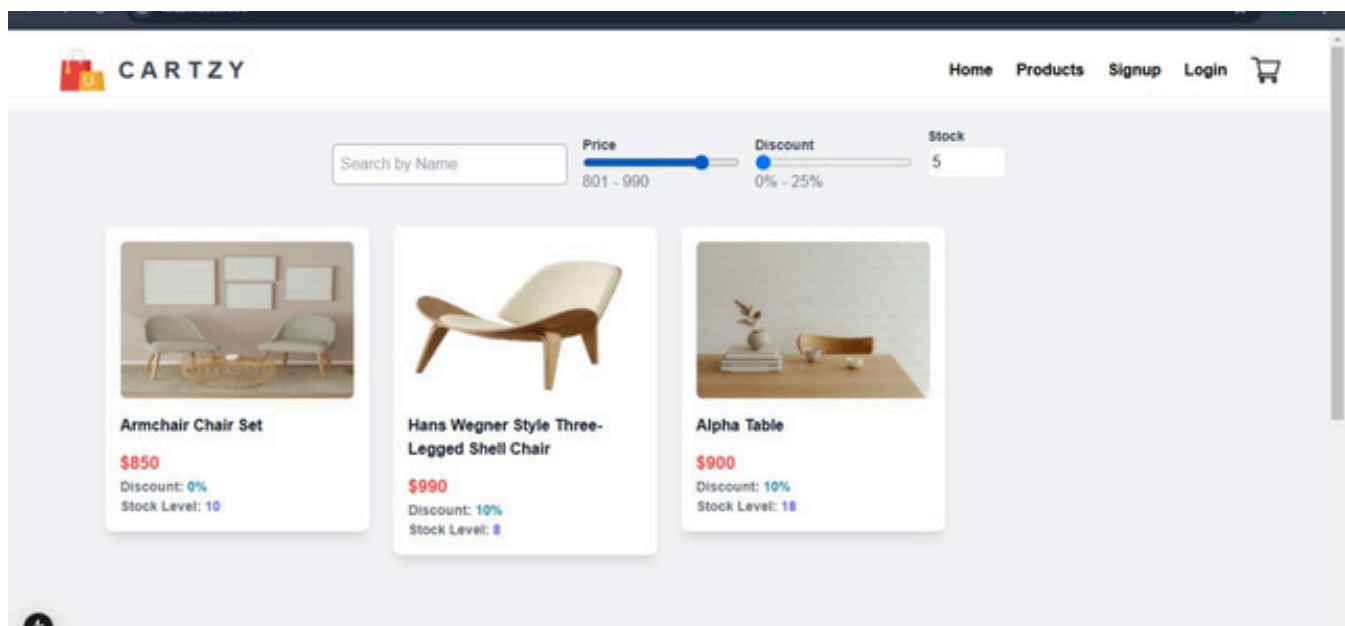 CARTZY
Home Products Signup Login
Search by Name
Price
801 - 990
Discount
0% - 25%
Stock
5
Armchair Chair Set
$850
Discount: 0%
Stock Level: 10
Hans Wegner Style Three-
Legged Shell Chair
$990
Discount: 10%
Stock Level: 8
Alpha Table
$900
Discount: 10%
Stock Level: 18